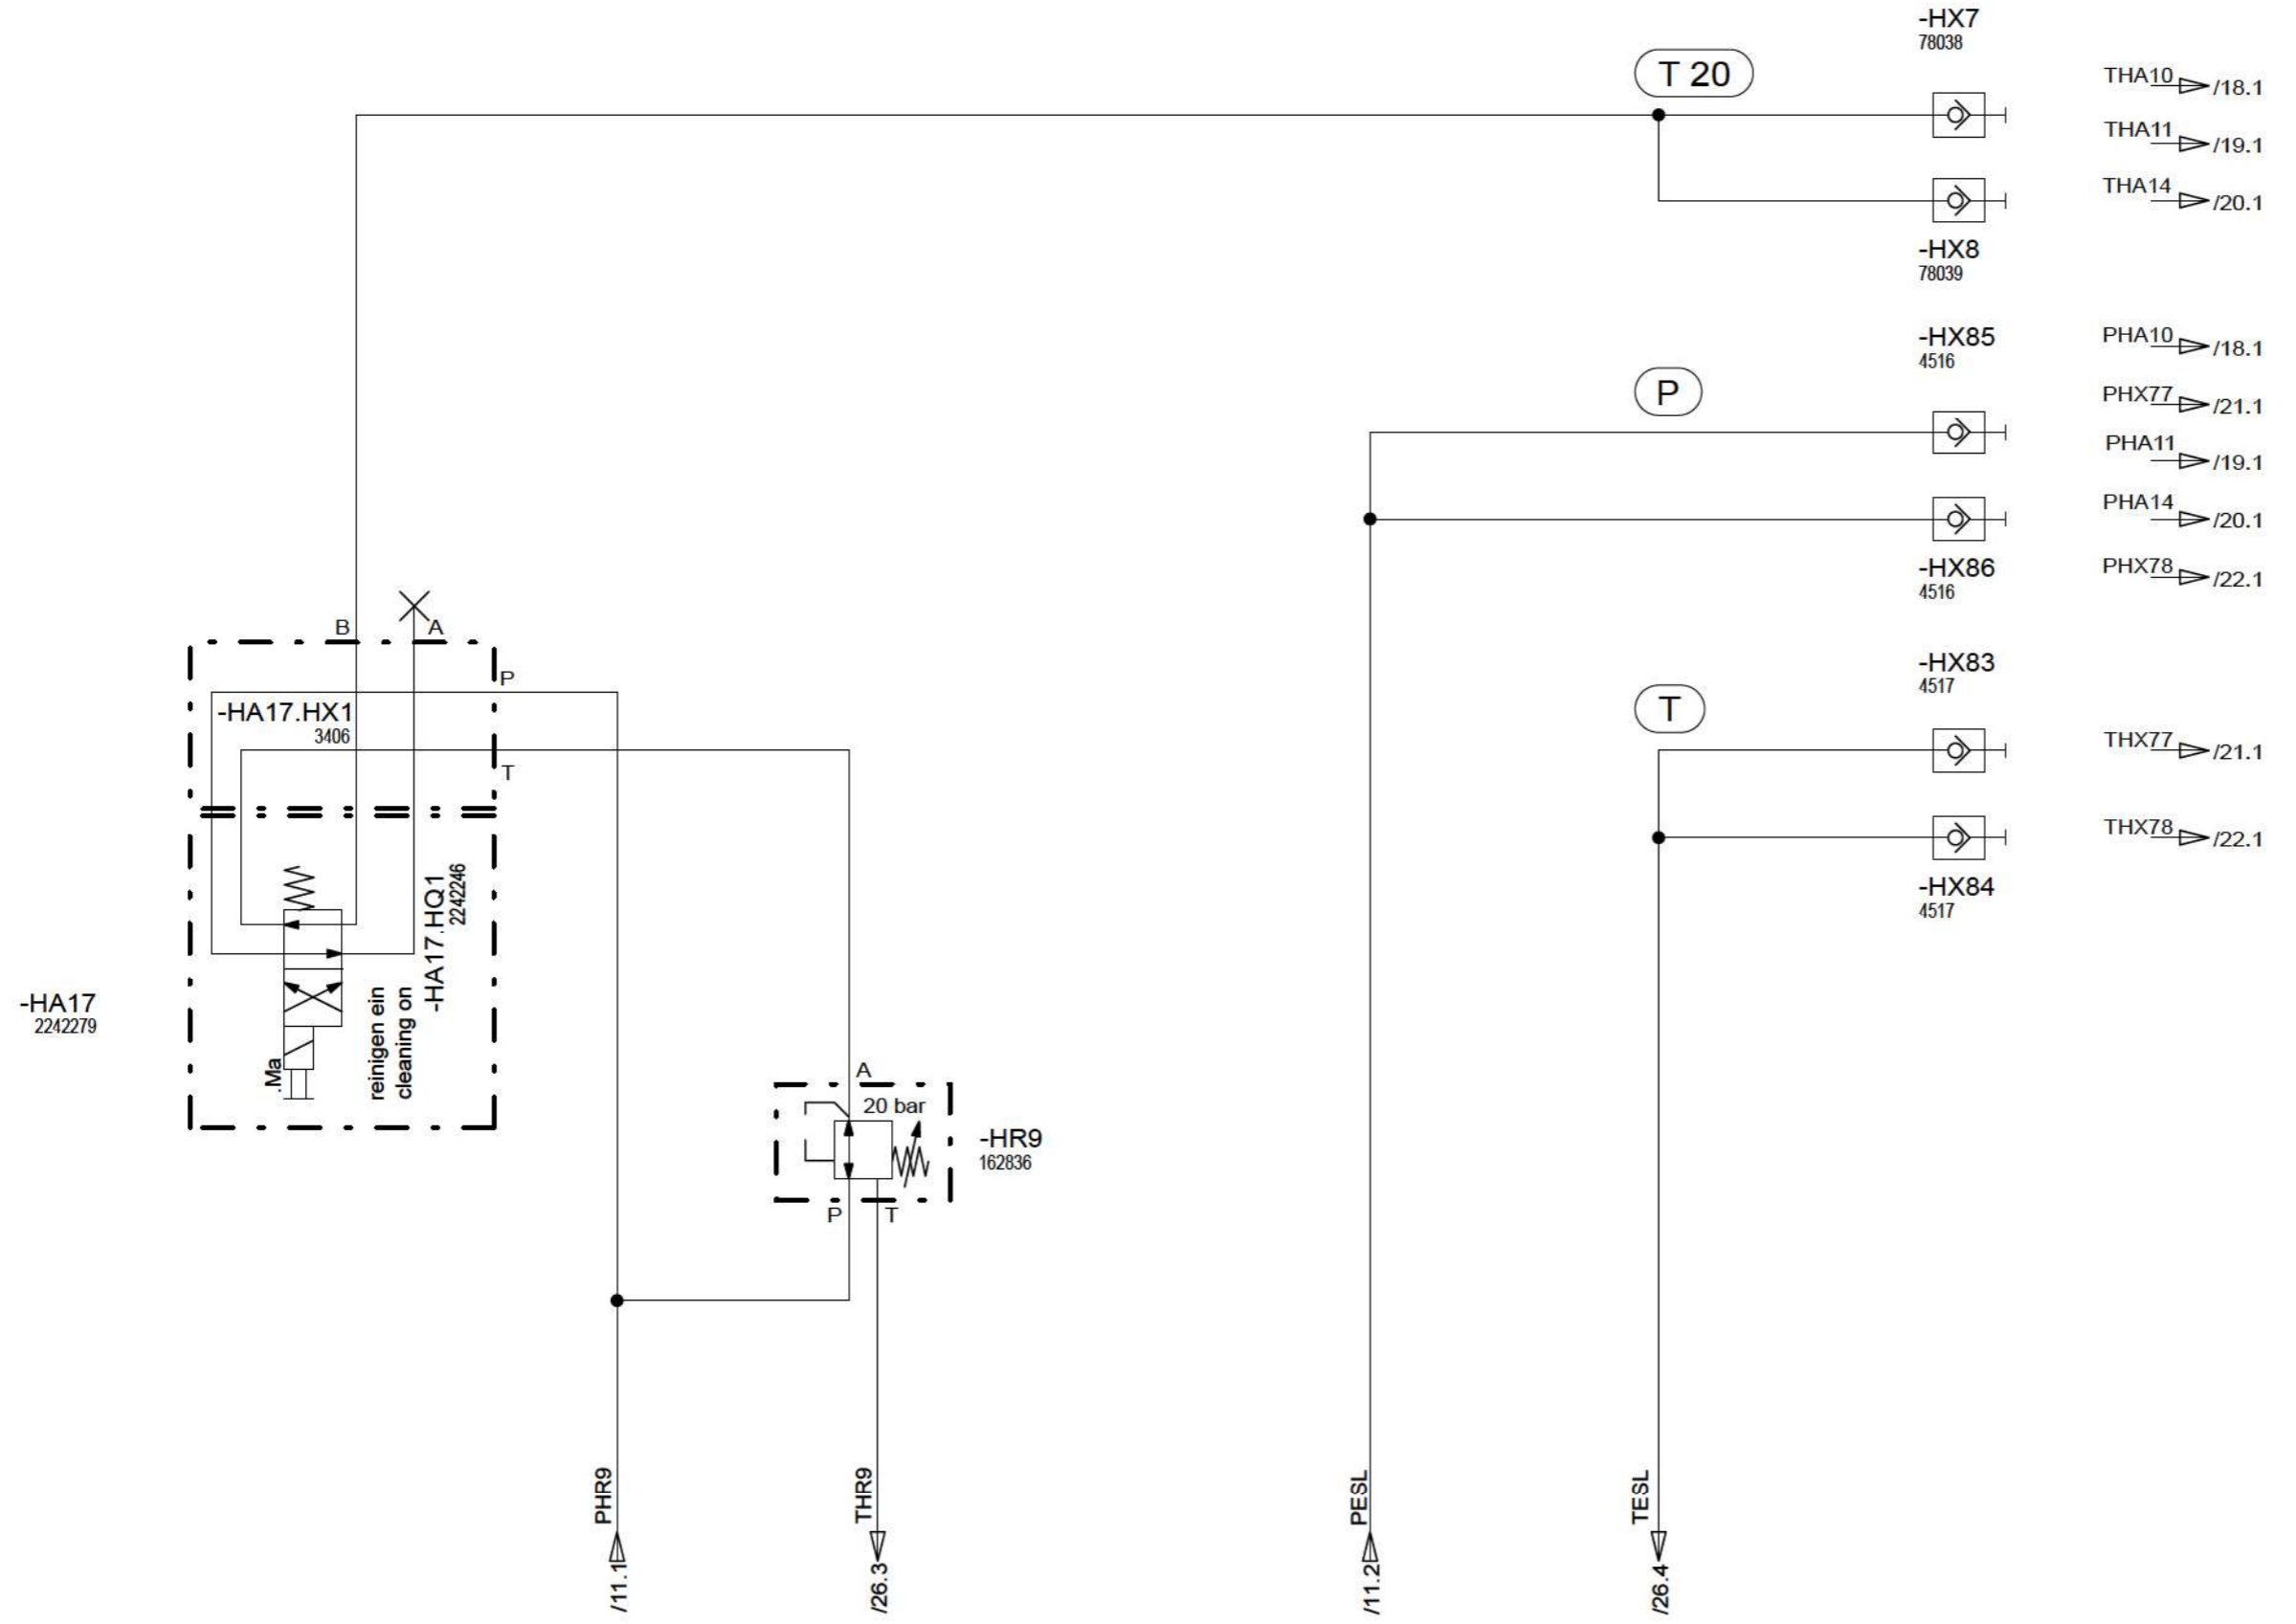 -HX7
78038
T 20
THA10
/18.1
THA11
/19.1
THA14
/20.1
-HX8
78039
-HX85
4516
PHA10
/18.1
P
PHX77
/21.1
PHA11
/19.1
PHA14
/20.1
-HX86
4516
PHX78
/22.1
B
A
P
-HX83
4517
T
-HA17.HX1
3406
T
THX77
/21.1
THX78
/22.1
-HX84
4517
-HA17.HQ1
2242246
-HA17
2242279
.Ma
reinigen ein
cleaning on
A
20 bar
-HR9
162836
P
T
PHR9
/11.1
THR9
/26.3
PESL
/11.2
TESL
/26.4